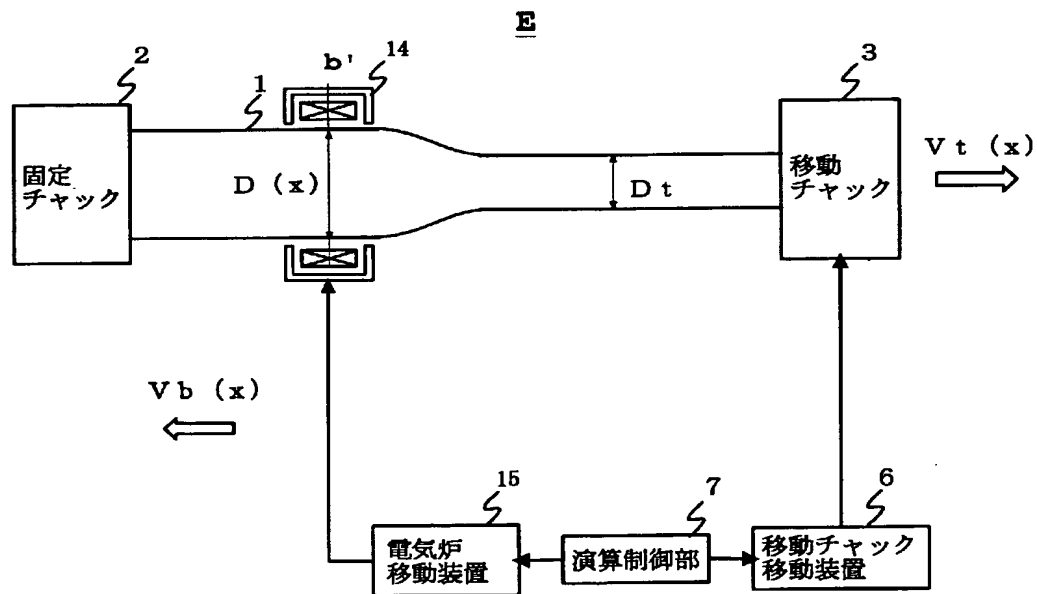 E
2
1
b'
14
3
固定
チャック
D (x)
Dt
移動
チャック
Vt (x)
Vb (x)
15
7
6
電気炉
移動装置
演算制御部
移動チャック
移動装置